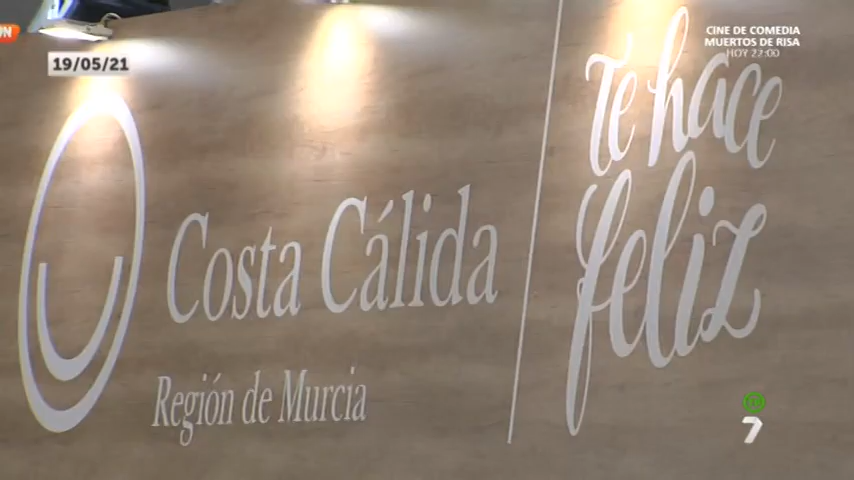 19/05/21
CINE DE COMEDIA
MUERTOS DE RISA
HOY 22:00
Costa Cálida
Región de Murcia
Te hace
feliz
7